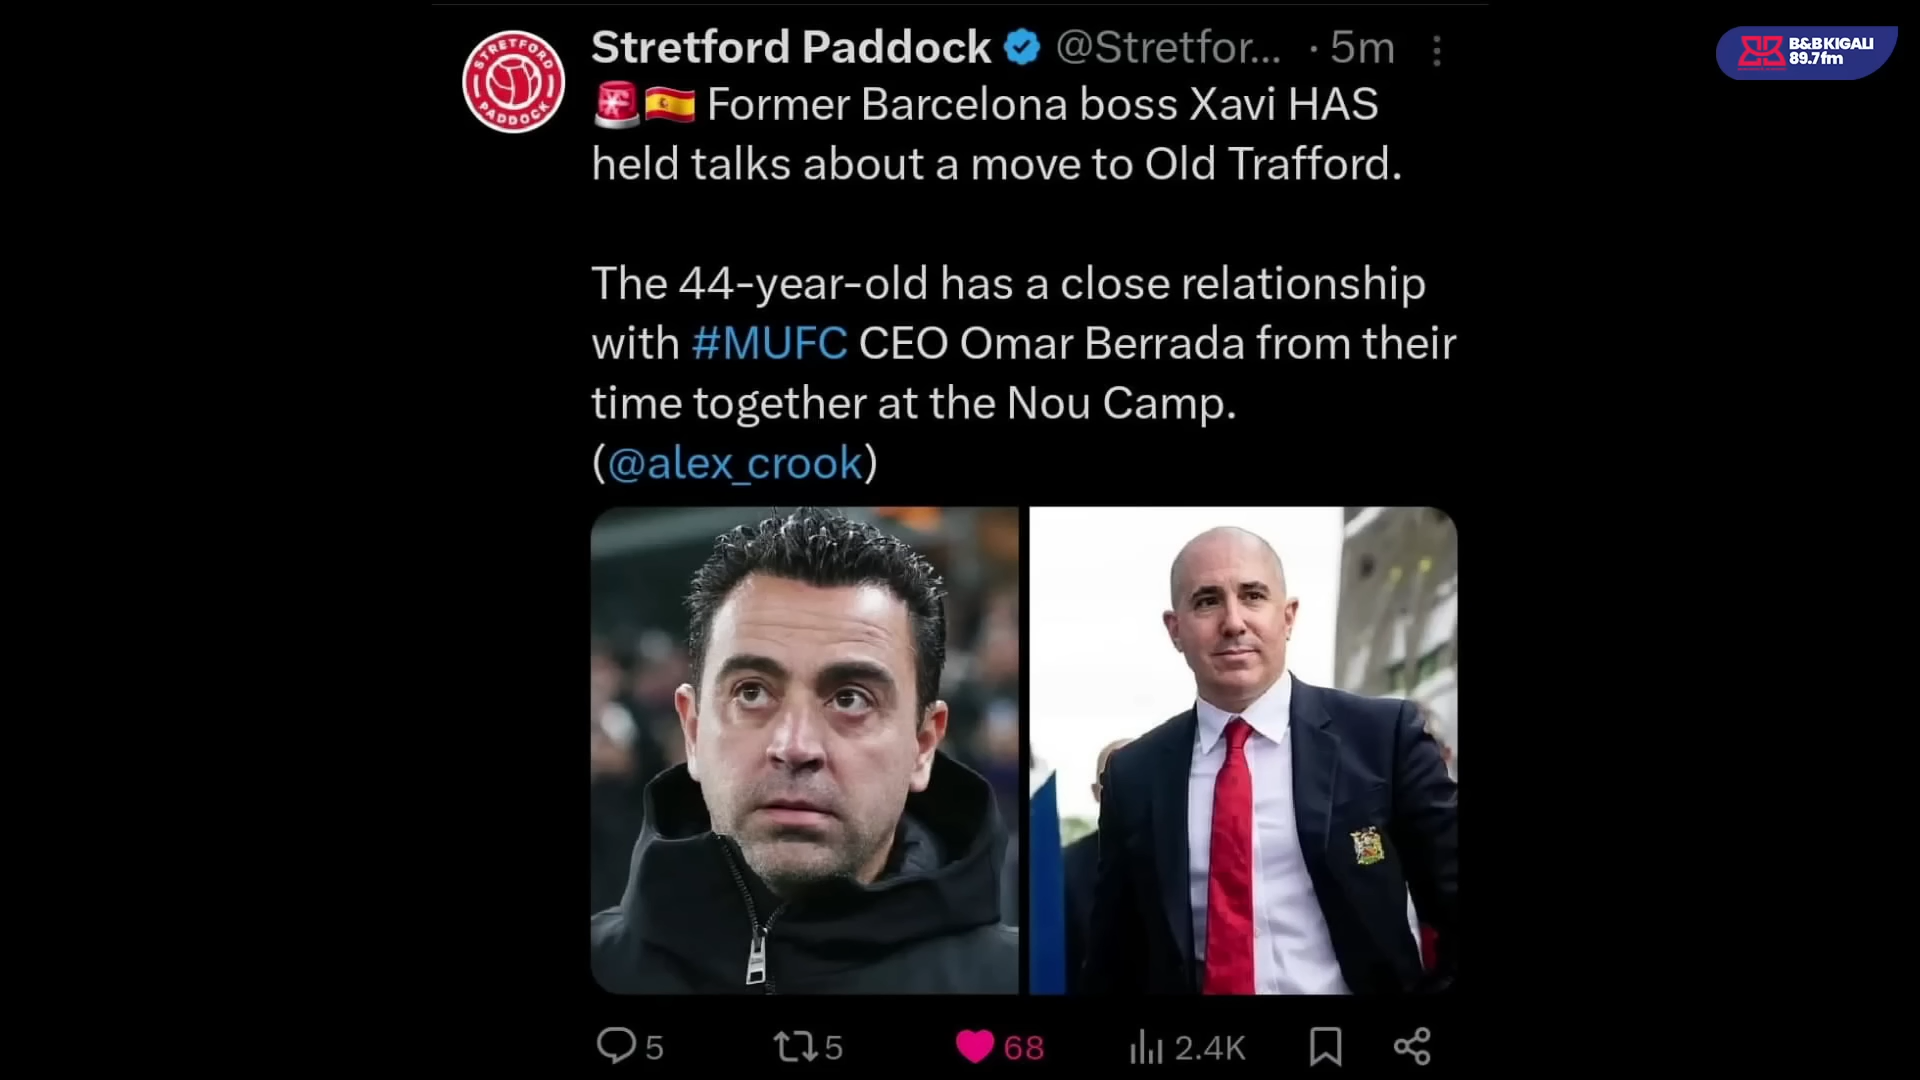 Stretford Paddock @Stretfor... · 5m
🚨🇪🇸 Former Barcelona boss Xavi HAS
held talks about a move to Old Trafford.
The 44-year-old has a close relationship
with #MUFC CEO Omar Berrada from their
time together at the Nou Camp.
(@alex_crook)
5 5 68 2.4K
STRETFORD
PADDOCK
B&B KIGALI
89.7fm